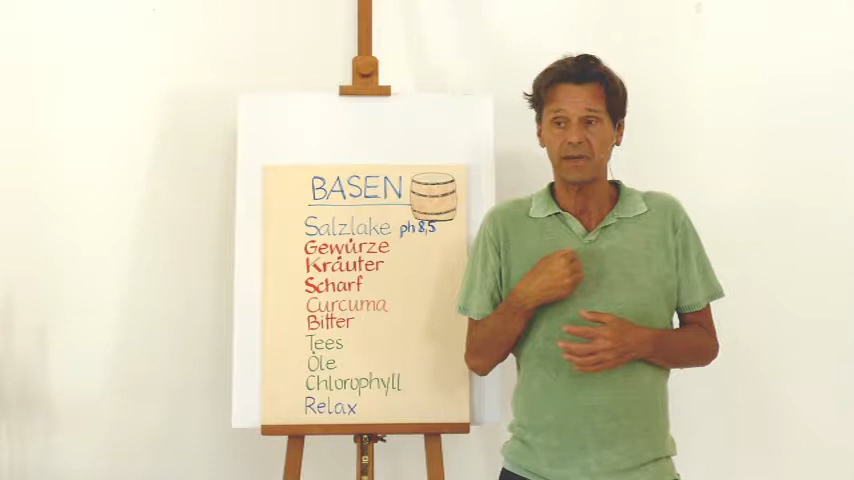 BASEN
Salzlake ph 8,5
Gewürze
Kräuter
Scharf
Curcuma
Bitter
Tees
Öle
Chlorophyll
Relax